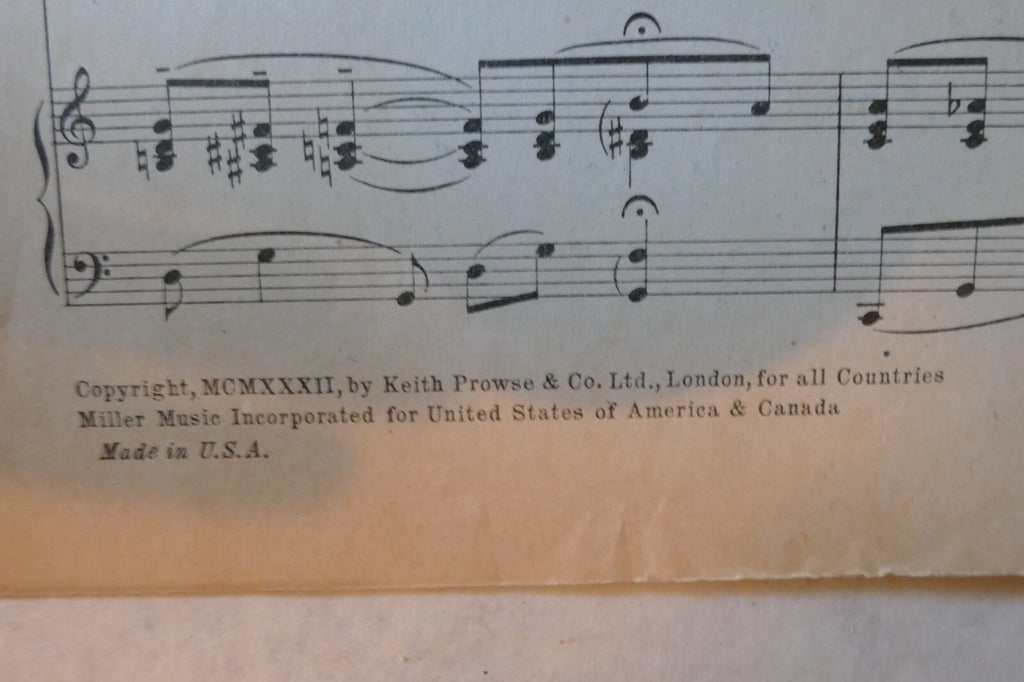 Copyright, MCMXXXII, by Keith Prowse & Co. Ltd., London, for all Countries
Miller Music Incorporated for United States of America & Canada
Made in U.S.A.